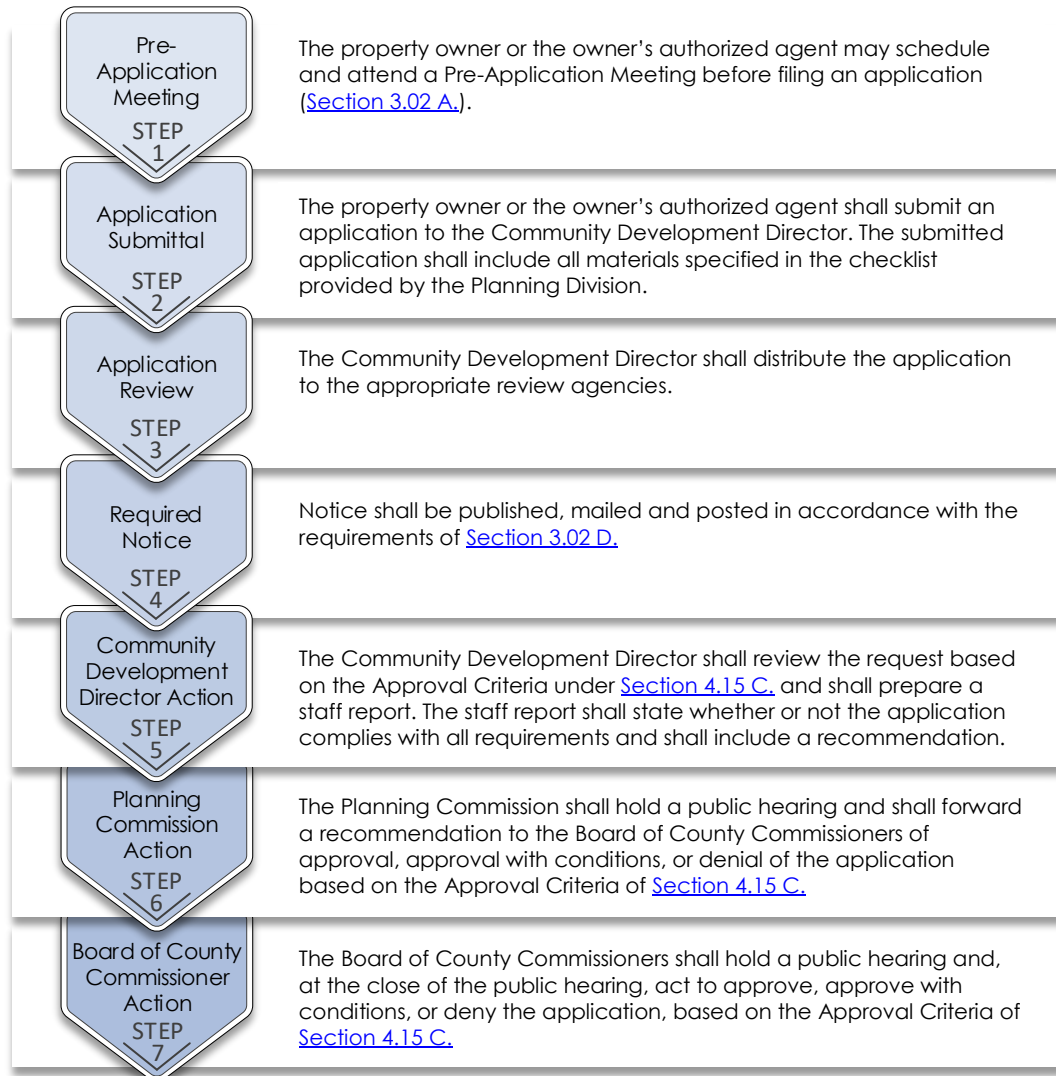 Pre-
Application
Meeting
STEP
1
The property owner or the owner’s authorized agent may schedule
and attend a Pre-Application Meeting before filing an application
(Section 3.02 A.).
Application
Submittal
STEP
2
The property owner or the owner’s authorized agent shall submit an
application to the Community Development Director. The submitted
application shall include all materials specified in the checklist
provided by the Planning Division.
Application
Review
STEP
3
The Community Development Director shall distribute the application
to the appropriate review agencies.
Required
Notice
STEP
4
Notice shall be published, mailed and posted in accordance with the
requirements of Section 3.02 D.
Community
Development
Director Action
STEP
5
The Community Development Director shall review the request based
on the Approval Criteria under Section 4.15 C. and shall prepare a
staff report. The staff report shall state whether or not the application
complies with all requirements and shall include a recommendation.
Planning
Commission
Action
STEP
6
The Planning Commission shall hold a public hearing and shall forward
a recommendation to the Board of County Commissioners of
approval, approval with conditions, or denial of the application
based on the Approval Criteria of Section 4.15 C.
Board of County
Commissioner
Action
STEP
7
The Board of County Commissioners shall hold a public hearing and,
at the close of the public hearing, act to approve, approve with
conditions, or deny the application, based on the Approval Criteria of
Section 4.15 C.